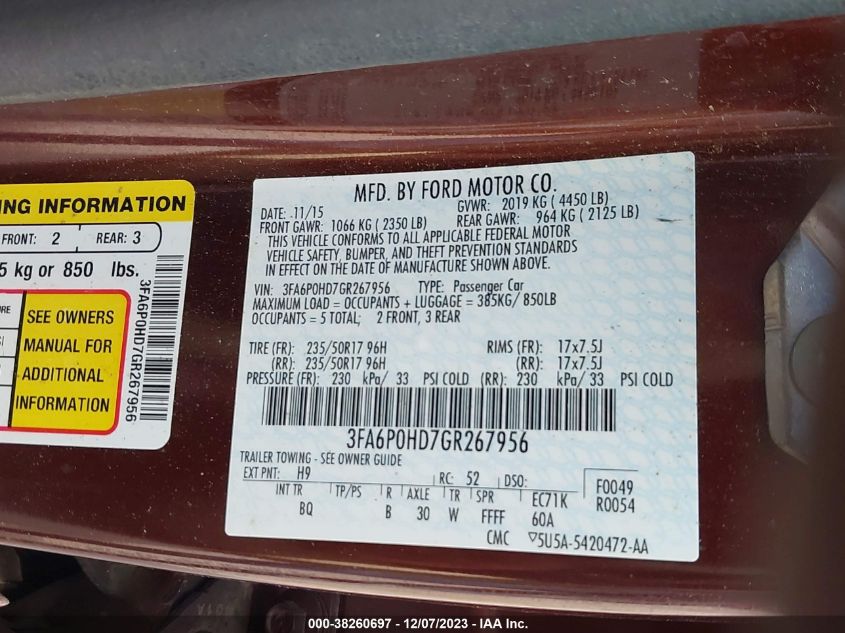 NG INFORMATION
FRONT: 2 REAR: 3
5 kg or 850 lbs.
SEE OWNERS
MANUAL FOR
ADDITIONAL
INFORMATION
3FA6P0HD7GR267956
MFD. BY FORD MOTOR CO.
DATE: 11/15 GVWR: 2019 KG ( 4450 LB)
FRONT GAWR: 1066 KG ( 2350 LB) REAR GAWR: 964 KG ( 2125 LB)
THIS VEHICLE CONFORMS TO ALL APPLICABLE FEDERAL MOTOR
VEHICLE SAFETY, BUMPER, AND THEFT PREVENTION STANDARDS
IN EFFECT ON THE DATE OF MANUFACTURE SHOWN ABOVE.
VIN: 3FA6P0HD7GR267956 TYPE: Passenger Car
MAXIMUM LOAD = OCCUPANTS + LUGGAGE = 385KG/ 850LB
OCCUPANTS = 5 TOTAL; 2 FRONT, 3 REAR
TIRE (FR): 235/50R17 96H RIMS (FR): 17x7.5J
(RR): 235/50R17 96H (RR): 17x7.5J
PRESSURE (FR): 230 kPa/ 33 PSI COLD (RR): 230 kPa/ 33 PSI COLD
3FA6P0HD7GR267956
TRAILER TOWING - SEE OWNER GUIDE
EXT PNT: H9 RC: 52 DSO: F0049
INT TR TP/PS R AXLE TR SPR EC71K R0054
BQ B 30 W FFFF 60A
CMC ▽5U5A-5420472-AA
000-38260697 - 12/07/2023 - IAA Inc.